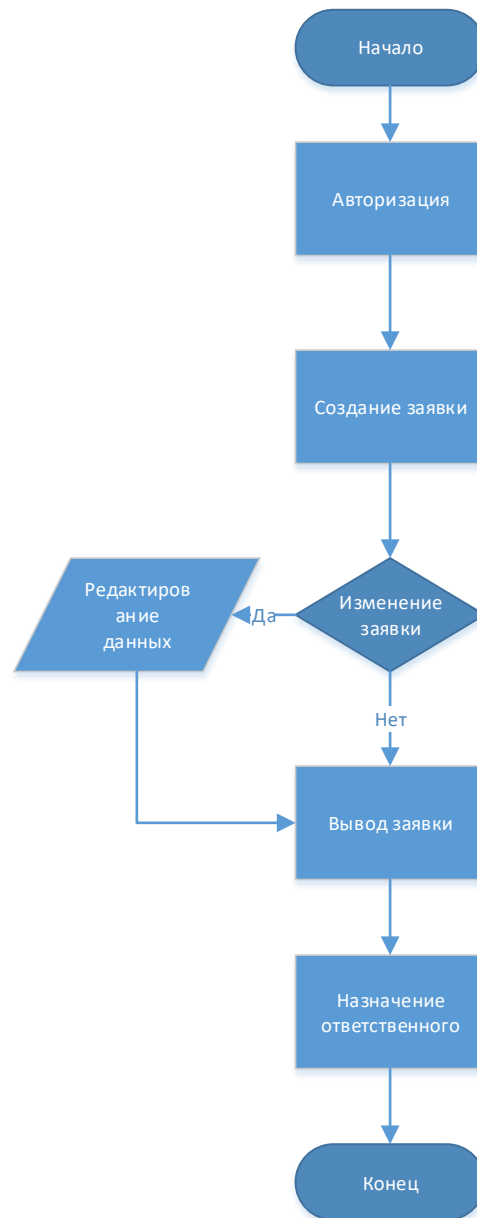 Начало
Авторизация
Создание заявки
Изменение
заявки
Да
Редактиров
ание
данных
Нет
Вывод заявки
Назначение
ответственного
Конец